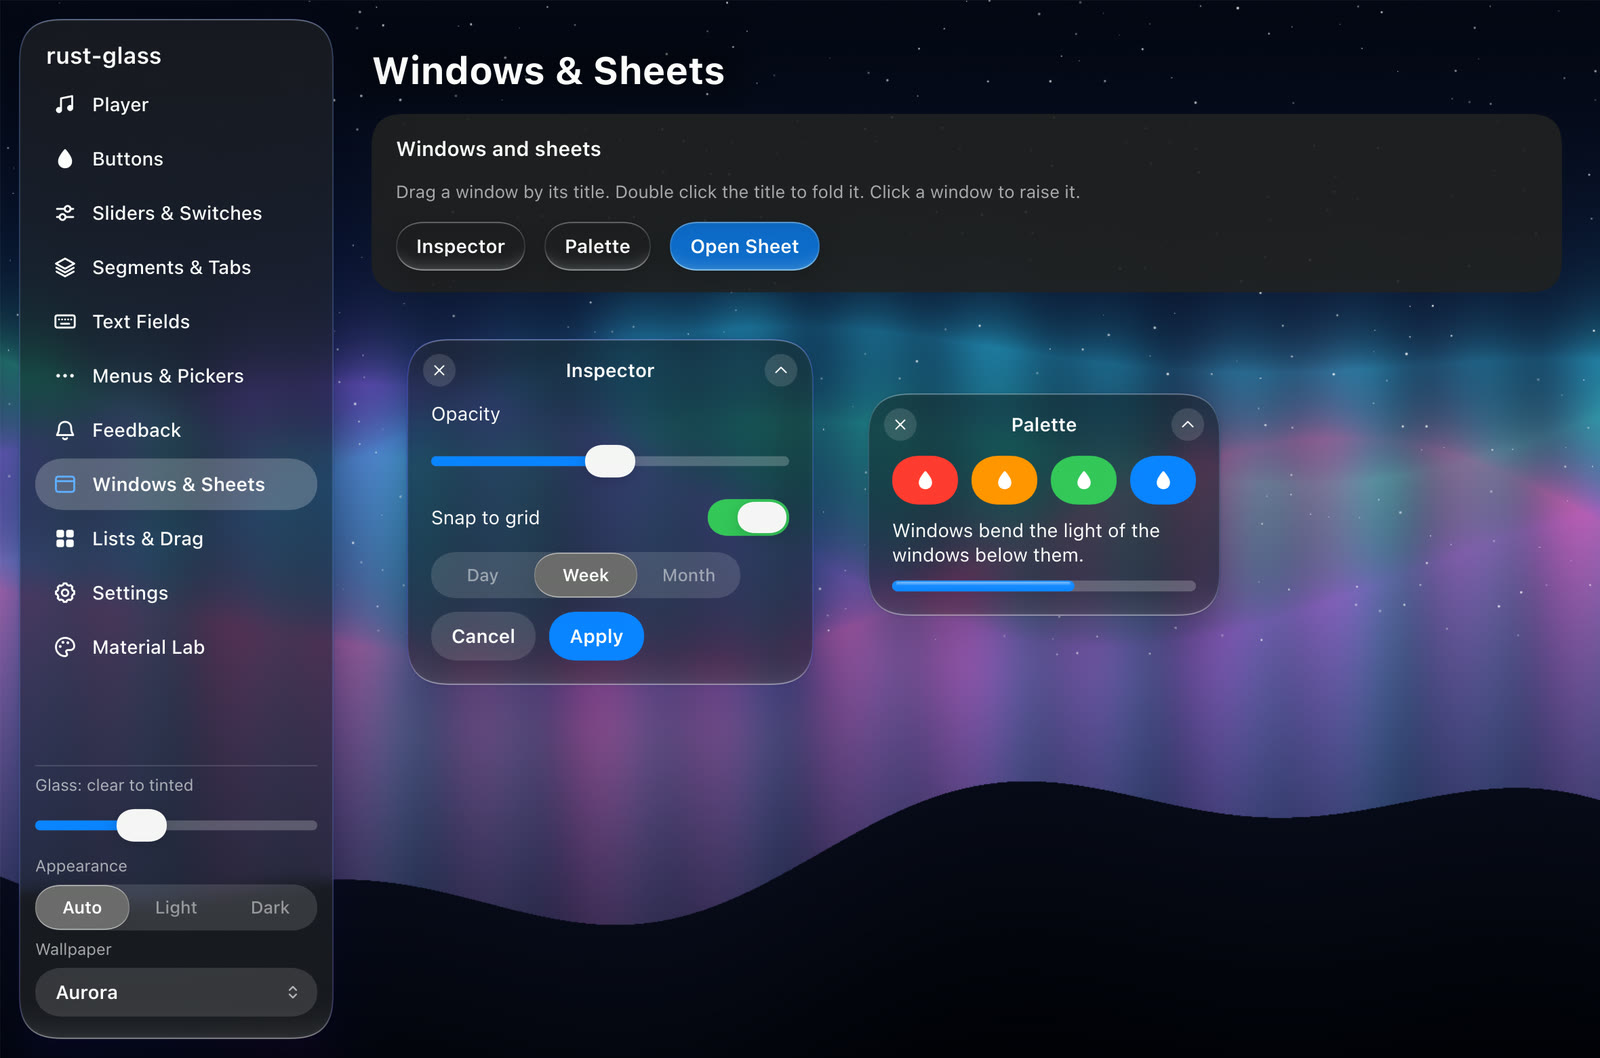 rust-glass
Player
Buttons
Sliders & Switches
Segments & Tabs
Text Fields
Menus & Pickers
Feedback
Windows & Sheets
Lists & Drag
Settings
Material Lab
Glass: clear to tinted
Appearance
Auto Light Dark
Wallpaper
Aurora
Windows & Sheets
Windows and sheets
Drag a window by its title. Double click the title to fold it. Click a window to raise it.
Inspector Palette Open Sheet
Inspector
Opacity
Snap to grid
Day Week Month
Cancel Apply
Palette
Windows bend the light of the
windows below them.